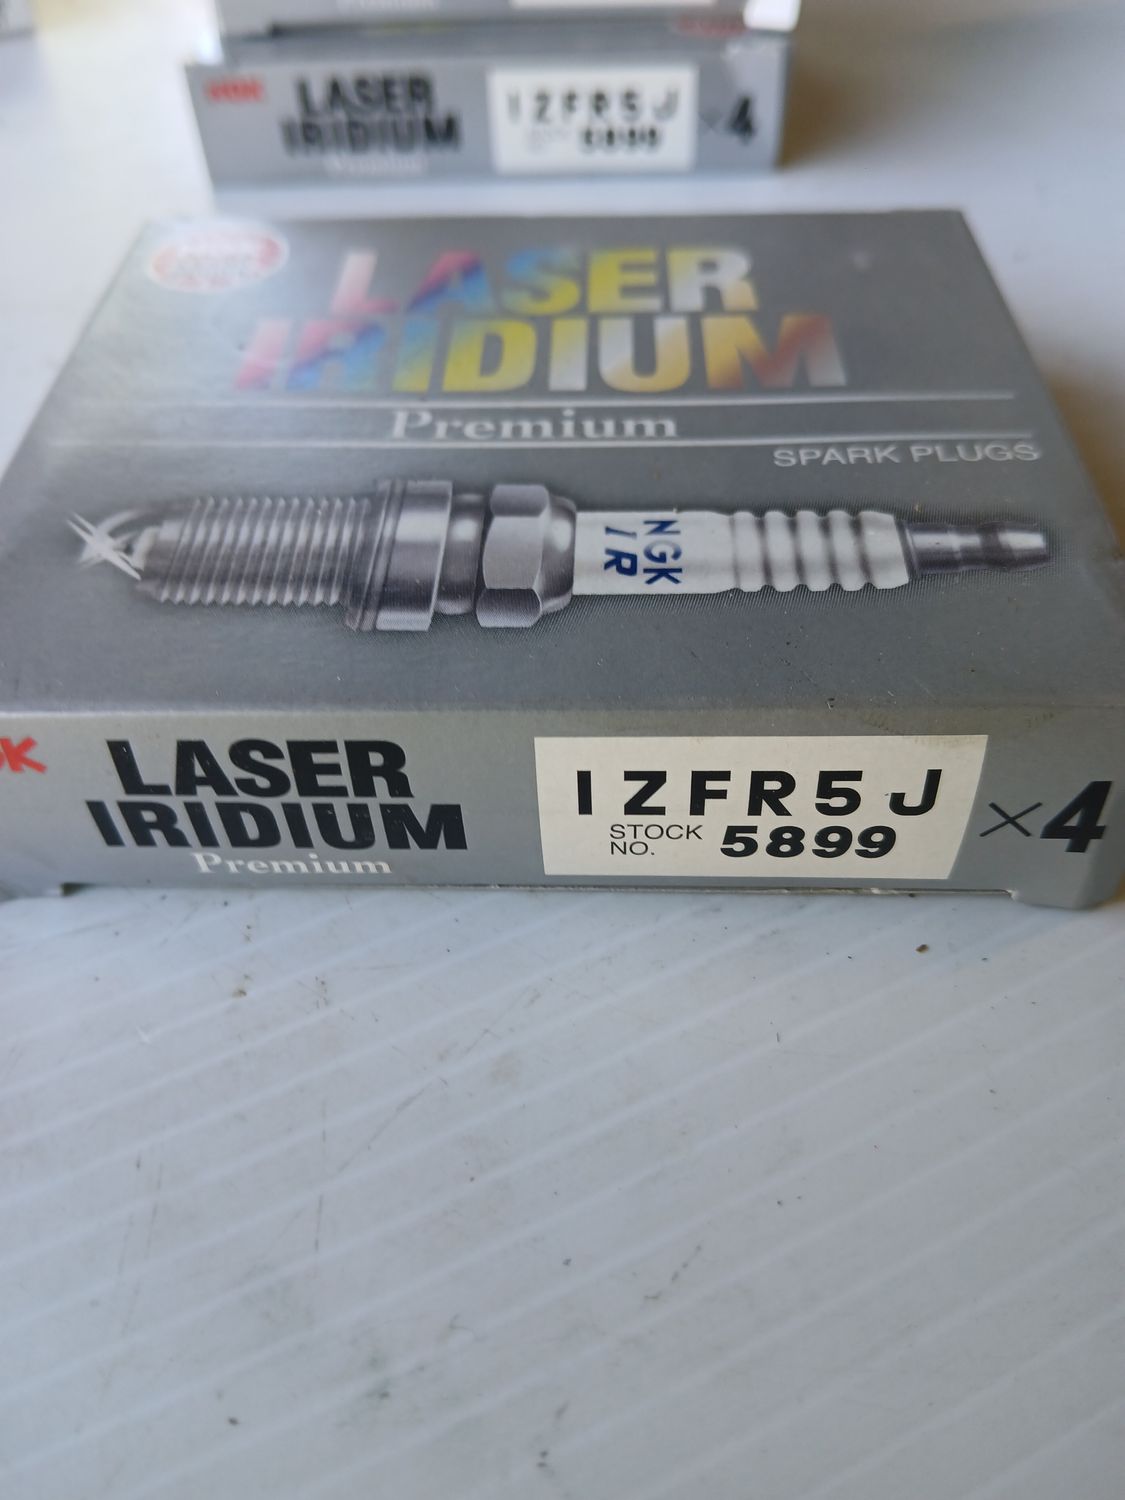 NGK
LASER
IRIDIUM
IZFR5J
5899
×4
LASER
IRIDIUM
Premium
SPARK PLUGS
NGK
IR
LASER
IRIDIUM
Premium
IZFR5J
STOCK
NO. 5899
×4